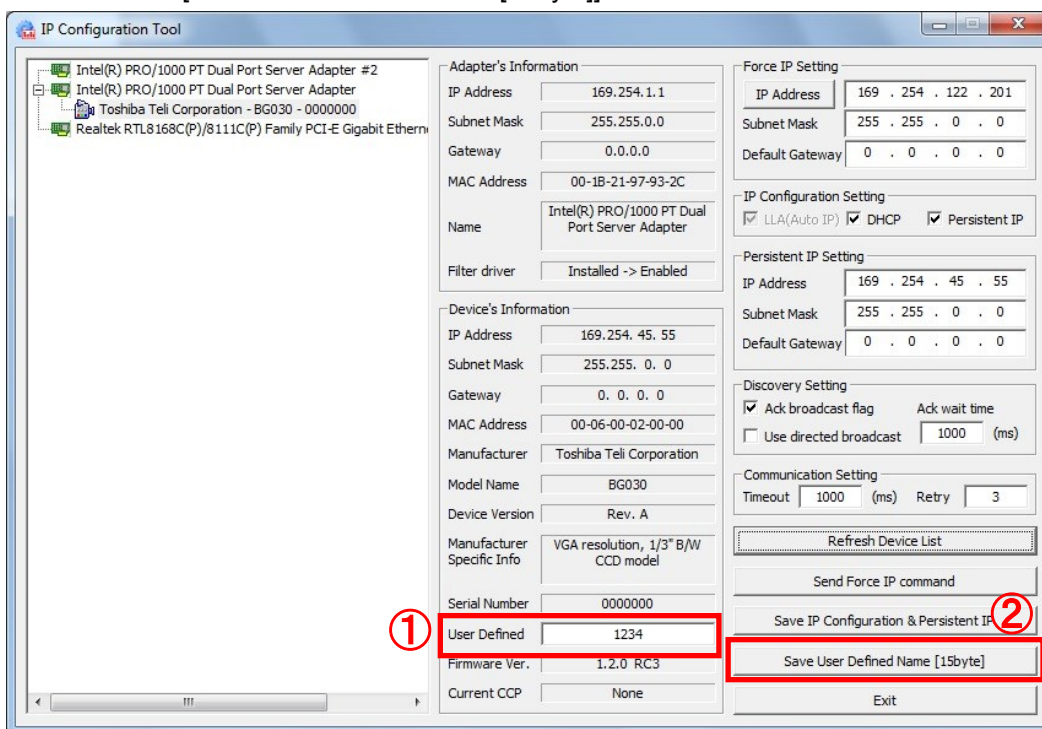 IP Configuration Tool
Intel(R) PRO/1000 PT Dual Port Server Adapter #2
Intel(R) PRO/1000 PT Dual Port Server Adapter
Toshiba Teli Corporation - BG030 - 0000000
Realtek RTL8168C(P)/8111C(P) Family PCI-E Gigabit Ethern
Adapter's Information
IP Address 169.254.1.1
Subnet Mask 255.255.0.0
Gateway 0.0.0.0
MAC Address 00-1B-21-97-93-2C
Name Intel(R) PRO/1000 PT Dual
Port Server Adapter
Filter driver Installed -> Enabled
Device's Information
IP Address 169.254. 45. 55
Subnet Mask 255.255. 0. 0
Gateway 0. 0. 0. 0
MAC Address 00-06-00-02-00-00
Manufacturer Toshiba Teli Corporation
Model Name BG030
Device Version Rev. A
Manufacturer
Specific Info
VGA resolution, 1/3" B/W
CCD model
Serial Number 0000000
①
User Defined 1234
Firmware Ver. 1.2.0 RC3
Current CCP None
Force IP Setting
IP Address 169 . 254 . 122 . 201
Subnet Mask 255 . 255 . 0 . 0
Default Gateway 0 . 0 . 0 . 0
IP Configuration Setting
LLA(Auto IP) DHCP Persistent IP
Persistent IP Setting
IP Address 169 . 254 . 45 . 55
Subnet Mask 255 . 255 . 0 . 0
Default Gateway 0 . 0 . 0 . 0
Discovery Setting
Ack broadcast flag Ack wait time
Use directed broadcast 1000 (ms)
Communication Setting
Timeout 1000 (ms) Retry 3
Refresh Device List
Send Force IP command
Save IP Configuration & Persistent IP
②
Save User Defined Name [15byte]
Exit